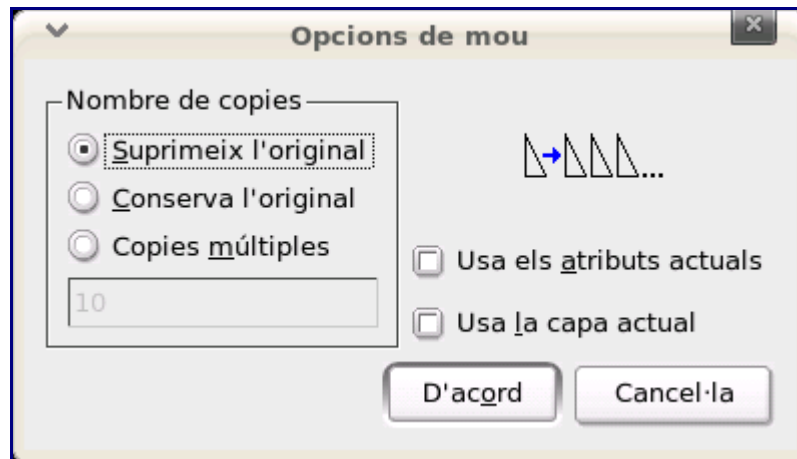 Opcions de mou
Nombre de copies
Suprimeix l'original
Conserva l'original
Copies múltiples
10
...
Usa els atributs actuals
Usa la capa actual
D'acord
Cancel·la